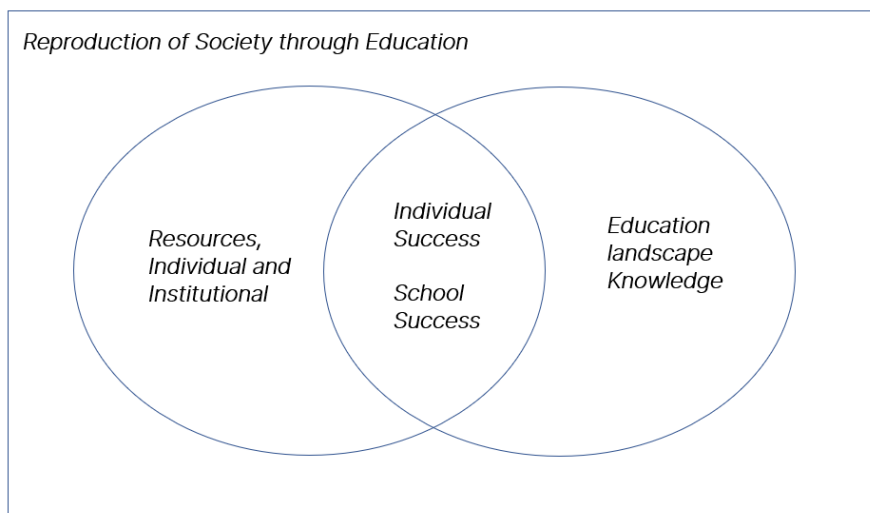 Reproduction of Society through Education
Resources,
Individual and
Institutional
Individual
Success
School
Success
Education
landscape
Knowledge